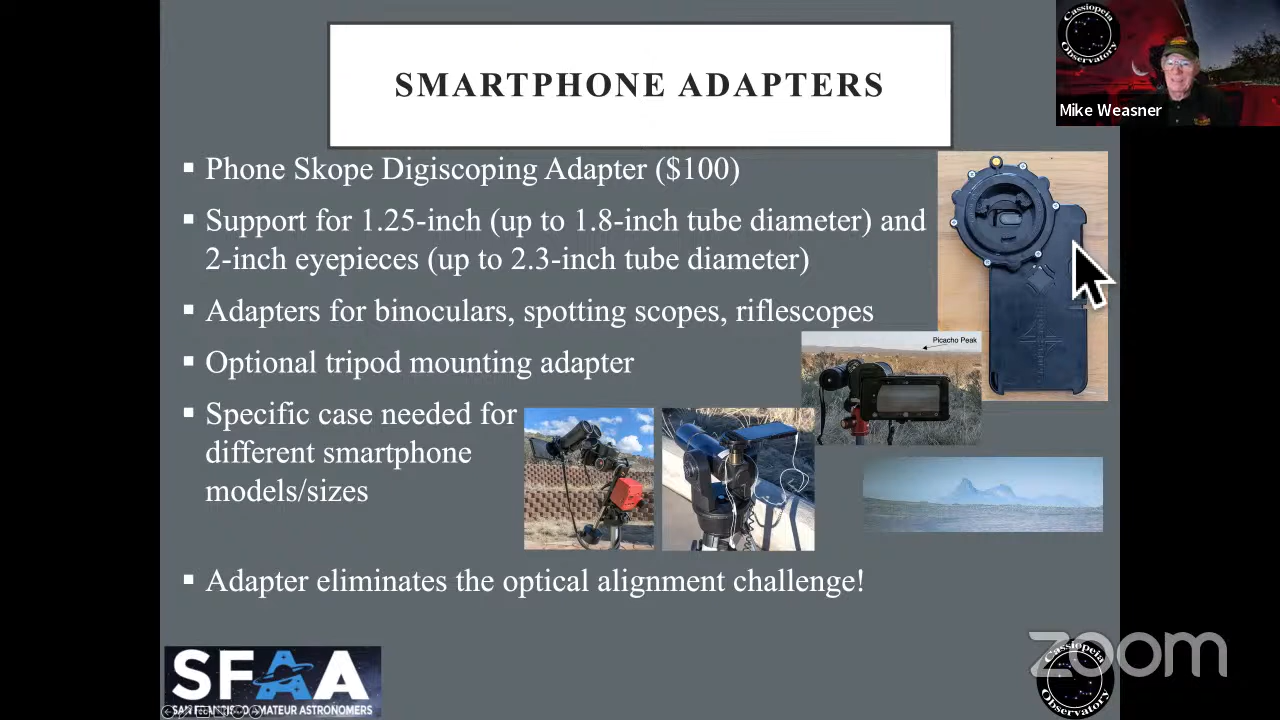 SMARTPHONE ADAPTERS
Cassiopeia
Observatory
Mike Weasner
▪ Phone Skope Digiscoping Adapter ($100)
▪ Support for 1.25-inch (up to 1.8-inch tube diameter) and
2-inch eyepieces (up to 2.3-inch tube diameter)
▪ Adapters for binoculars, spotting scopes, riflescopes
Picacho Peak
▪ Optional tripod mounting adapter
▪ Specific case needed for
different smartphone
models/sizes
▪ Adapter eliminates the optical alignment challenge!
SFAA
SAN FRANCISCO AMATEUR ASTRONOMERS
zoom
Cassiopeia
Observatory